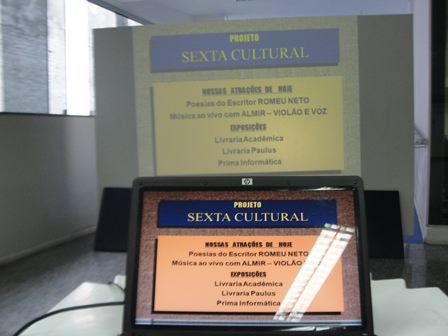 PROJETO
SEXTA CULTURAL
NOSSAS ATRAÇÕES DE HOJE
Poesias do Escritor ROMEU NETO
Música ao vivo com ALMIR – VIOLÃO E VOZ
EXPOSIÇÕES
Livraria Acadêmica
Livraria Paulus
Prima Informática
hp
PROJETO
SEXTA CULTURAL
NOSSAS ATRAÇÕES DE HOJE
Poesias do Escritor ROMEU NETO
Música ao vivo com ALMIR – VIOLÃO E VOZ
EXPOSIÇÕES
Livraria Acadêmica
Livraria Paulus
Prima Informática